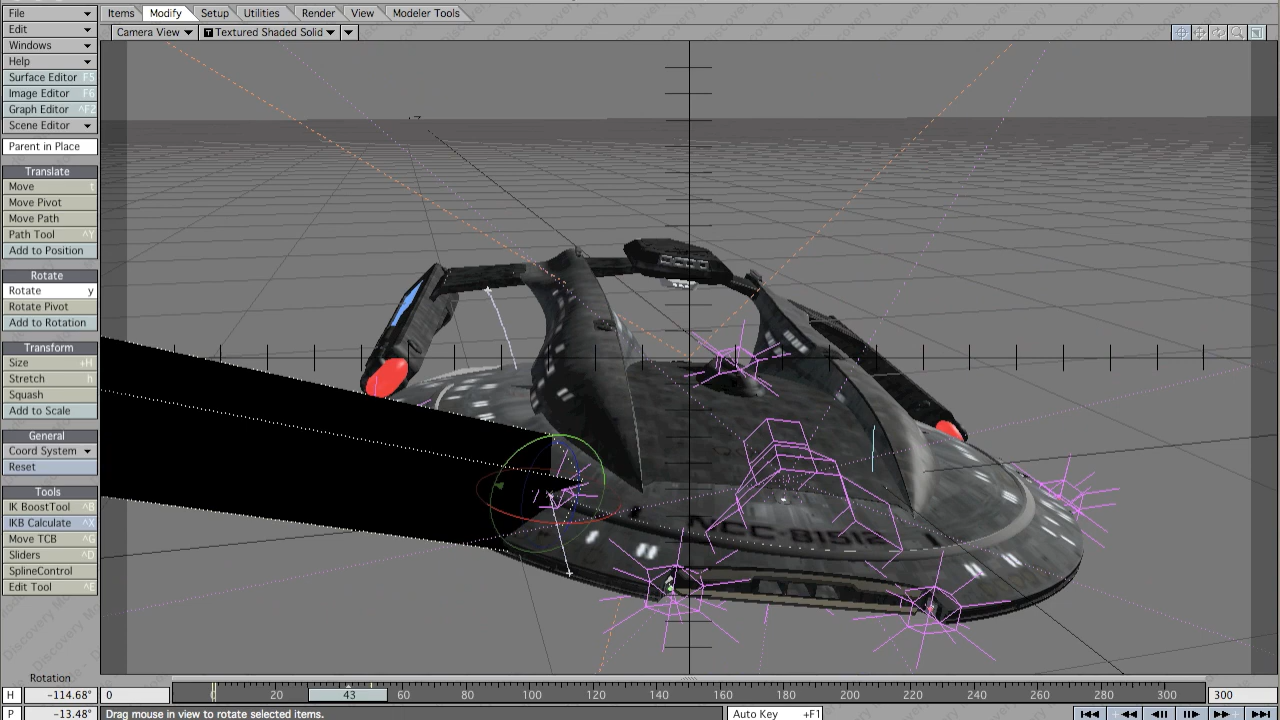 Items Modify Setup Utilities Render View Modeler Tools
Camera View T Textured Shaded Solid
File
Edit
Windows
Help
Surface Editor F5
Image Editor F6
Graph Editor ^F2
Scene Editor
Parent in Place
Translate
Move t
Move Pivot
Move Path
Path Tool ^Y
Add to Position
Rotate
Rotate y
Rotate Pivot
Add to Rotation
Transform
Size +H
Stretch h
Squash
Add to Scale
General
Coord System
Reset
Tools
IK BoostTool ^B
IKB Calculate ^X
Move TCB ^G
Sliders ^D
SplineControl
Edit Tool ^E
Rotation
H -114.68°
P -13.48°
0 0 20 43 60 80 100 120 140 160 180 200 220 240 260 280 300 300
Drag mouse in view to rotate selected items.
Auto Key +F1